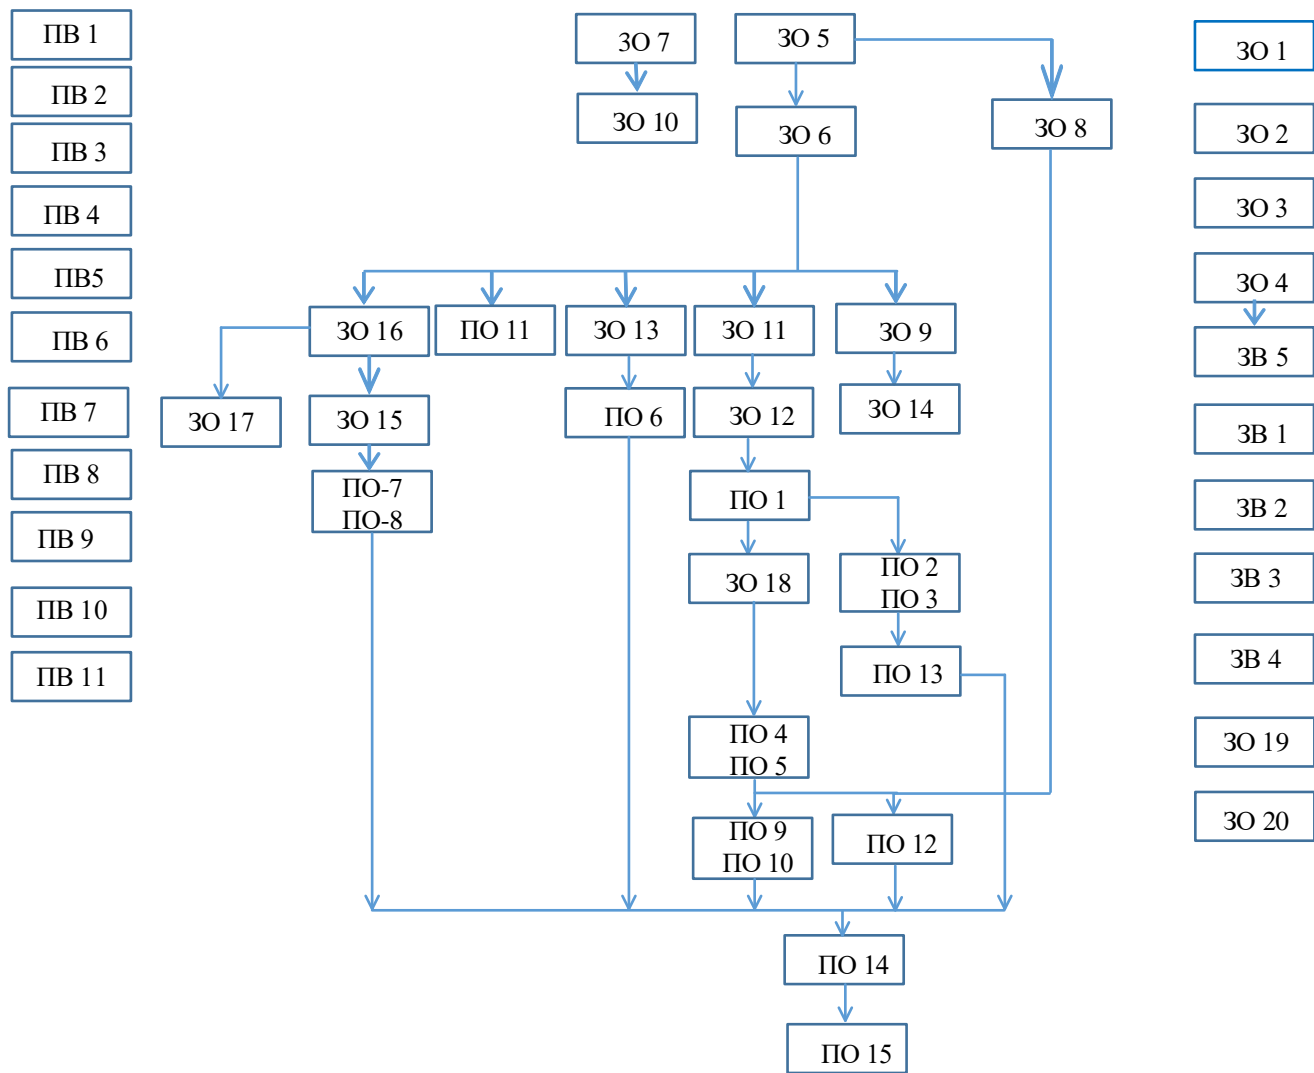 ПВ 1
ПВ 2
ПВ 3
ПВ 4
ПВ5
ПВ 6
ПВ 7
ПВ 8
ПВ 9
ПВ 10
ПВ 11
ЗО 7
ЗО 5
ЗО 10
ЗО 6
ЗО 8
ЗО 16
ПО 11
ЗО 13
ЗО 11
ЗО 9
ЗО 17
ЗО 15
ПО 6
ЗО 12
ЗО 14
ПО-7
ПО-8
ПО 1
ЗО 18
ПО 2
ПО 3
ПО 13
ПО 4
ПО 5
ПО 9
ПО 10
ПО 12
ПО 14
ПО 15
ЗО 1
ЗО 2
ЗО 3
ЗО 4
ЗВ 5
ЗВ 1
ЗВ 2
ЗВ 3
ЗВ 4
ЗО 19
ЗО 20